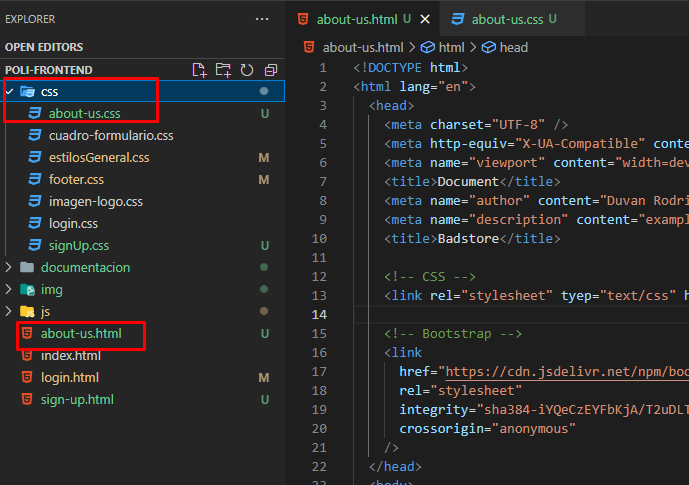 EXPLORER
OPEN EDITORS
POLI-FRONTEND
css
about-us.css U
cuadro-formulario.css
estilosGeneral.css M
footer.css M
imagen-logo.css
login.css
signUp.css U
documentacion
img
js
about-us.html U
index.html
login.html M
sign-up.html U
about-us.html U
about-us.css U
about-us.html > html > head
1 <!DOCTYPE html>
2 <html lang="en">
3 <head>
4 <meta charset="UTF-8" />
5 <meta http-equiv="X-UA-Compatible" conte
6 <meta name="viewport" content="width=dev
7 <title>Document</title>
8 <meta name="author" content="Duvan Rodri
9 <meta name="description" content="examp
10 <title>Badstore</title>
11
12 <!-- CSS -->
13 <link rel="stylesheet" tyep="text/css" h
14
15 <!-- Bootstrap -->
16 <link
17 href="https://cdn.jsdelivr.net/npm/boo
18 rel="stylesheet"
19 integrity="sha384-iYQeCzEYFbKjA/T2uDLT
20 crossorigin="anonymous"
21 />
22 </head>
23 <body>